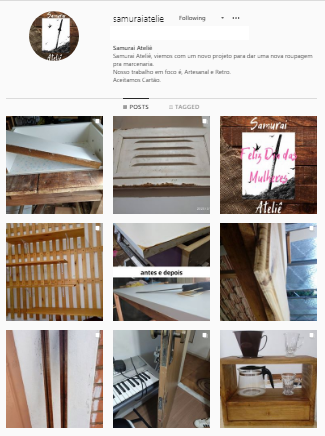 Samurai
Ateliê
samuraiatelie Following
Samurai Ateliê
Samurai Ateliê, viemos com um novo projeto para dar uma nova roupagem
pra marcenaria.
Nosso trabalho em foco é, Artesanal e Retro.
Aceitamos Cartão.
POSTS TAGGED
Samurai
Feliz Dia das
Mulheres
Ateliê
antes e depois